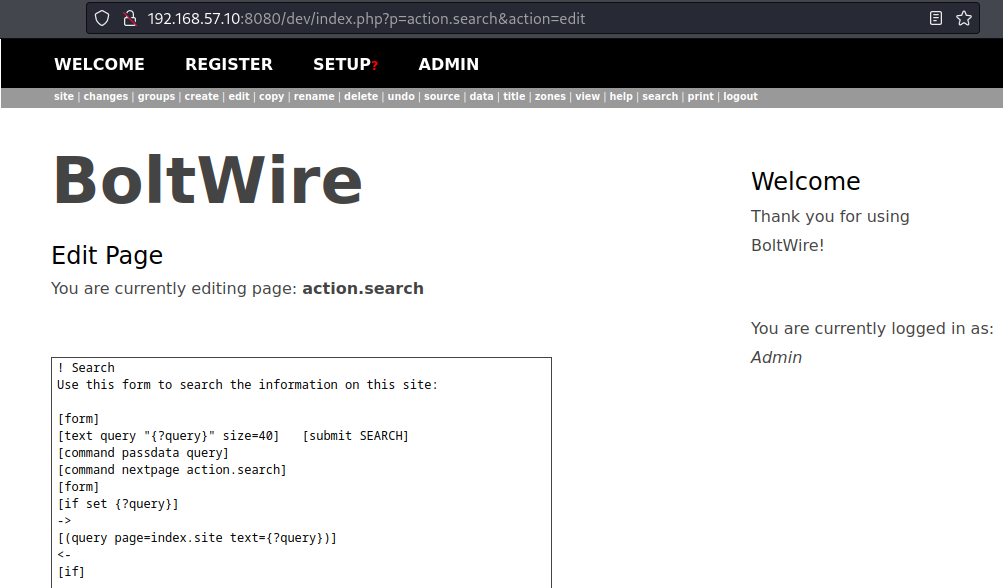 192.168.57.10:8080/dev/index.php?p=action.search&action=edit
WELCOME REGISTER SETUP? ADMIN
site | changes | groups | create | edit | copy | rename | delete | undo | source | data | title | zones | view | help | search | print | logout
BoltWire
Edit Page
You are currently editing page: action.search
! Search
Use this form to search the information on this site:
[form]
[text query "{?query}" size=40] [submit SEARCH]
[command passdata query]
[command nextpage action.search]
[form]
[if set {?query}]
->
[(query page=index.site text={?query})]
<-
[if]
Welcome
Thank you for using
BoltWire!
You are currently logged in as:
Admin